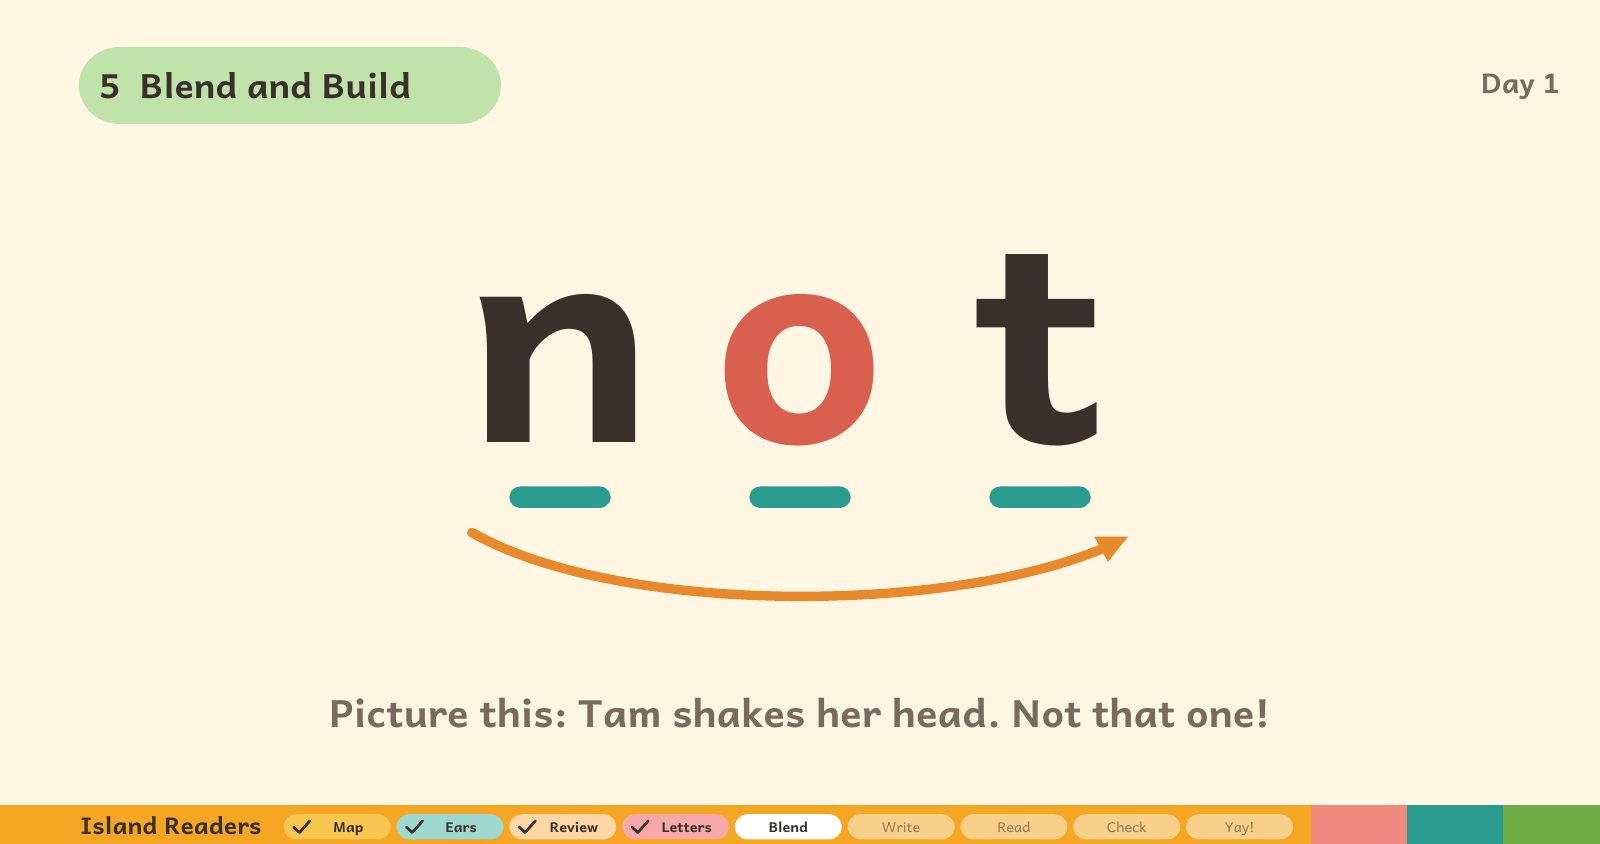 5 Blend and Build
Day 1
not
Picture this: Tam shakes her head. Not that one!
Island Readers Map Ears Review Letters Blend Write Read Check Yay!